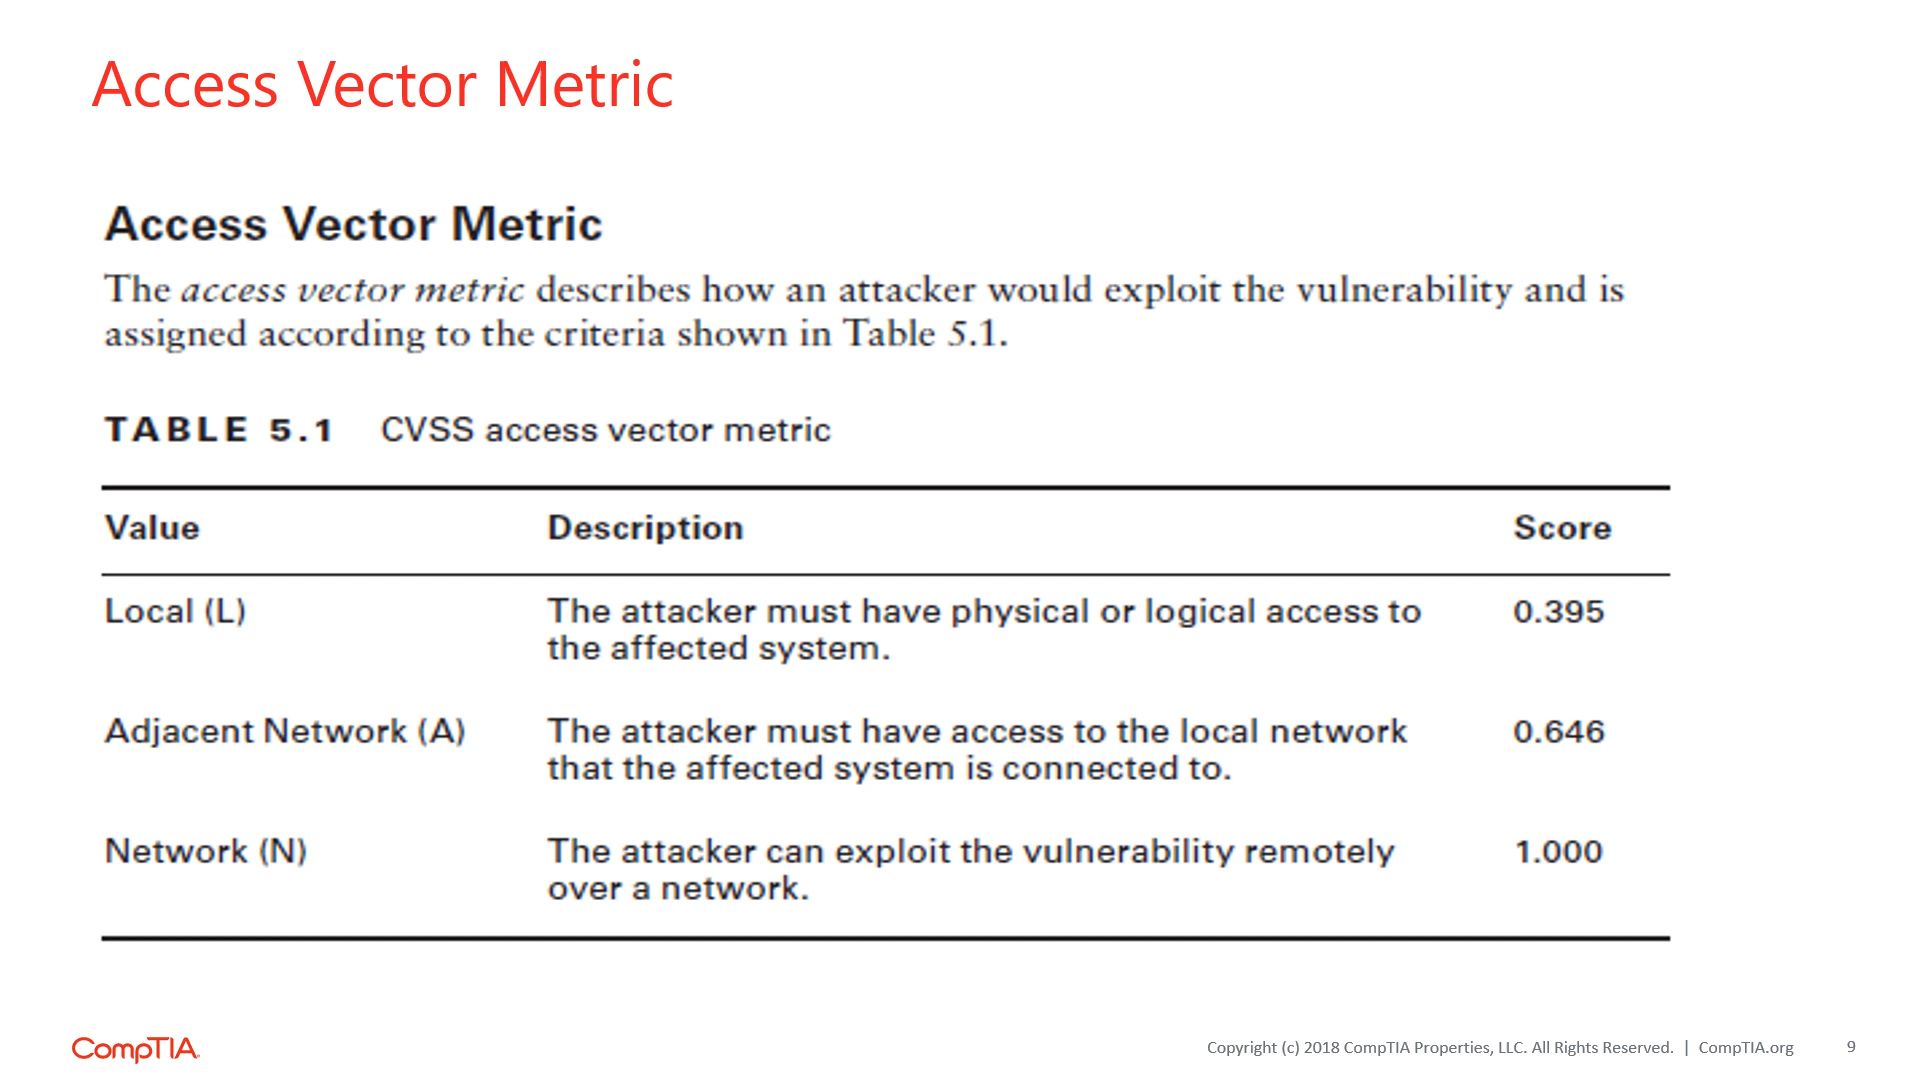 Access Vector Metric
Access Vector Metric
The access vector metric describes how an attacker would exploit the vulnerability and is
assigned according to the criteria shown in Table 5.1.
TABLE 5.1 CVSS access vector metric
Value Description Score
Local (L) The attacker must have physical or logical access to 0.395
the affected system.
Adjacent Network (A) The attacker must have access to the local network 0.646
that the affected system is connected to.
Network (N) The attacker can exploit the vulnerability remotely 1.000
over a network.
CompTIA. Copyright (c) 2018 CompTIA Properties, LLC. All Rights Reserved. | CompTIA.org 9